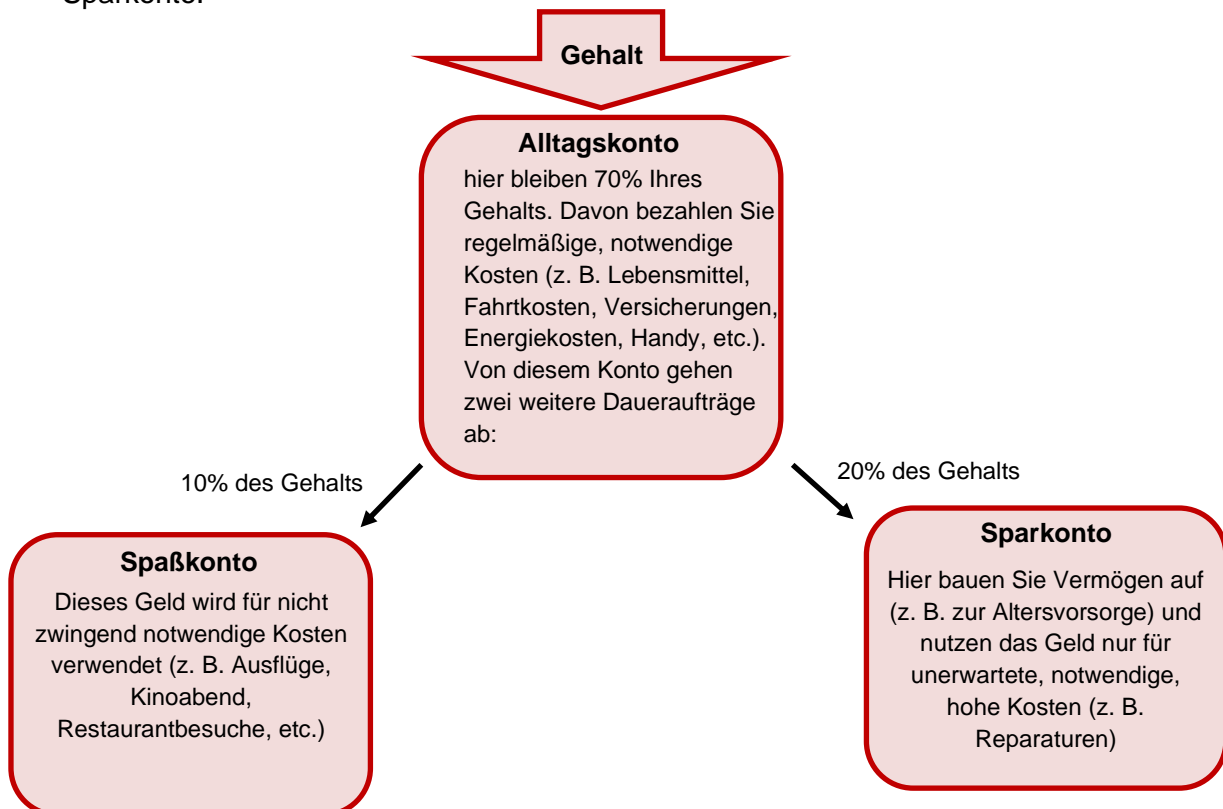 Sparkonto.
Gehalt
Alltagskonto
hier bleiben 70% Ihres
Gehalts. Davon bezahlen Sie
regelmäßige, notwendige
Kosten (z. B. Lebensmittel,
Fahrtkosten, Versicherungen,
Energiekosten, Handy, etc.).
Von diesem Konto gehen
zwei weitere Daueraufträge
ab:
10% des Gehalts
20% des Gehalts
Spaßkonto
Dieses Geld wird für nicht
zwingend notwendige Kosten
verwendet (z. B. Ausflüge,
Kinoabend,
Restaurantbesuche, etc.)
Sparkonto
Hier bauen Sie Vermögen auf
(z. B. zur Altersvorsorge) und
nutzen das Geld nur für
unerwartete, notwendige,
hohe Kosten (z. B.
Reparaturen)